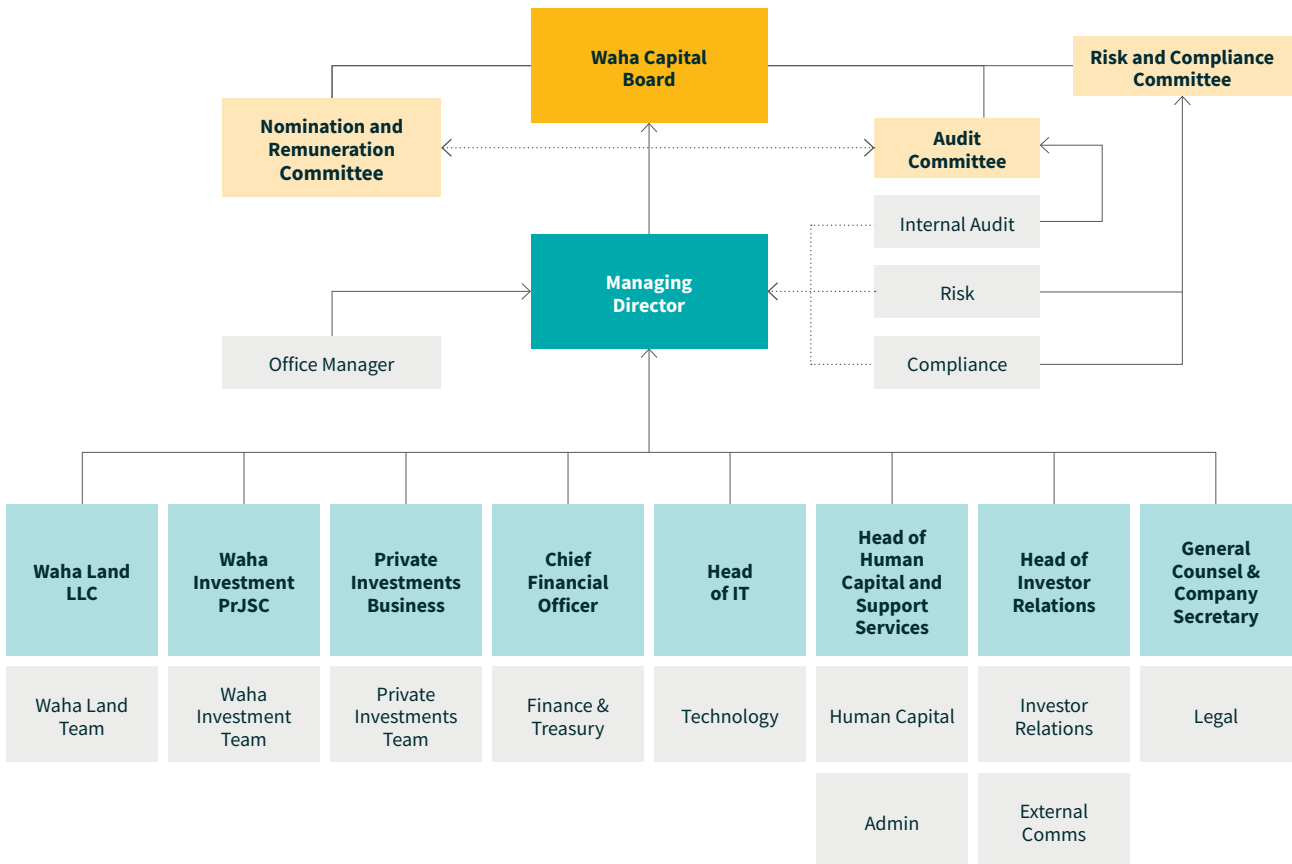 Waha Capital
Board
Risk and Compliance
Committee
Nomination and
Remuneration
Committee
Audit
Committee
Internal Audit
Managing
Director
Risk
Office Manager
Compliance
Waha Land
LLC
Waha
Investment
PrJSC
Private
Investments
Business
Chief
Financial
Officer
Head
of IT
Head of
Human
Capital and
Support
Services
Head of
Investor
Relations
General
Counsel &
Company
Secretary
Waha Land
Team
Waha
Investment
Team
Private
Investments
Team
Finance &
Treasury
Technology
Human Capital
Investor
Relations
Legal
Admin
External
Comms